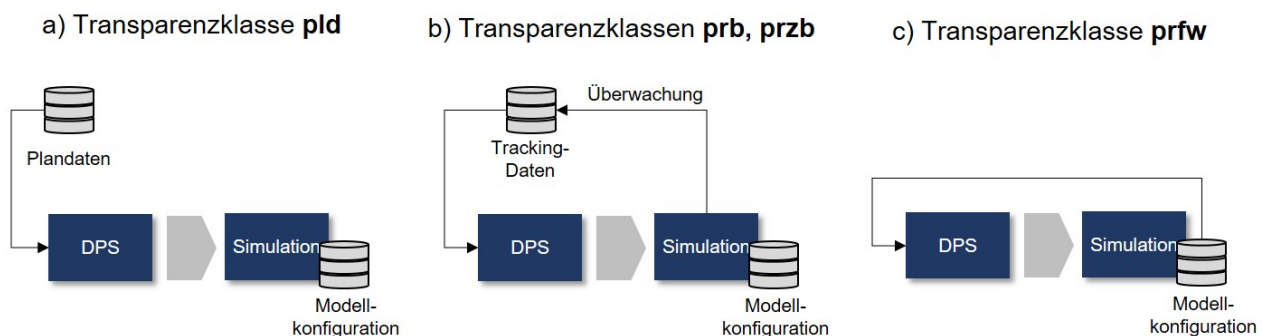 a) Transparenzklasse pld
Plandaten
DPS
Simulation
Modell-
konfiguration
b) Transparenzklassen prb, przb
Überwachung
Tracking-
Daten
DPS
Simulation
Modell-
konfiguration
c) Transparenzklasse prfw
DPS
Simulation
Modell-
konfiguration